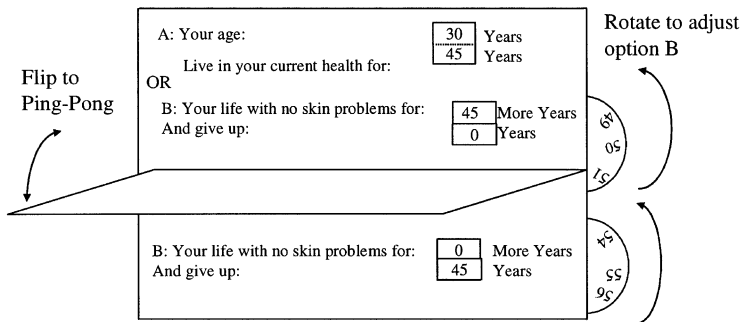 A: Your age: 30 Years
Live in your current health for: 45 Years
OR
B: Your life with no skin problems for: 45 More Years
And give up: 0 Years
Flip to
Ping-Pong
Rotate to adjust
option B
49
50
51
B: Your life with no skin problems for: 0 More Years
And give up: 45 Years
54
55
56